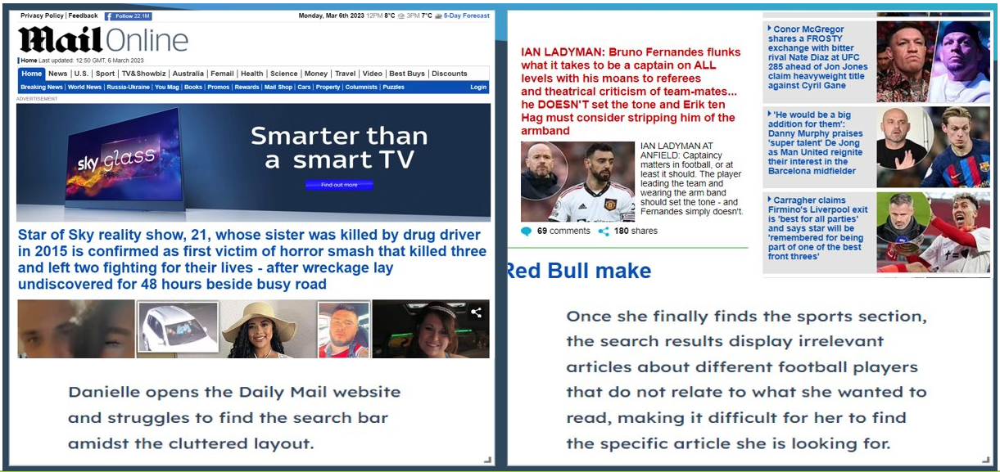 Privacy Policy | Feedback
Follow 22.1M
Monday, Mar 6th 2023 12PM 8°C 3PM 7°C 5-Day Forecast
Mail Online
Home Last updated: 12:50 GMT, 6 March 2023
Home News | U.S. | Sport | TV&Showbiz | Australia | Femail | Health | Science | Money | Travel | Video | Best Buys | Discounts
Breaking News | World News | Russia-Ukraine | You Mag | Books | Promos | Rewards | Mail Shop | Cars | Property | Columnists | Puzzles Login
ADVERTISEMENT
sky glass
Smarter than
a smart TV
Find out more
Star of Sky reality show, 21, whose sister was killed by drug driver
in 2015 is confirmed as first victim of horror smash that killed three
and left two fighting for their lives - after wreckage lay
undiscovered for 48 hours beside busy road
Danielle opens the Daily Mail website
and struggles to find the search bar
amidst the cluttered layout.
IAN LADYMAN: Bruno Fernandes flunks
what it takes to be a captain on ALL
levels with his moans to referees
and theatrical criticism of team-mates...
he DOESN'T set the tone and Erik ten
Hag must consider stripping him of the
armband
IAN LADYMAN AT
ANFIELD: Captaincy
matters in football, or at
least it should. The player
leading the team and
wearing the arm band
should set the tone - and
Fernandes simply doesn't.
69 comments 180 shares
Red Bull make
Conor McGregor
shares a FROSTY
exchange with bitter
rival Nate Diaz at UFC
285 ahead of Jon Jones
claim heavyweight title
against Cyril Gane
'He would be a big
addition for them':
Danny Murphy praises
'super talent' De Jong
as Man United reignite
their interest in the
Barcelona midfielder
Carragher claims
Firmino's Liverpool exit
is 'best for all parties'
and says star will be
'remembered for being
part of one of the best
front threes'
Once she finally finds the sports section,
the search results display irrelevant
articles about different football players
that do not relate to what she wanted to
read, making it difficult for her to find
the specific article she is looking for.